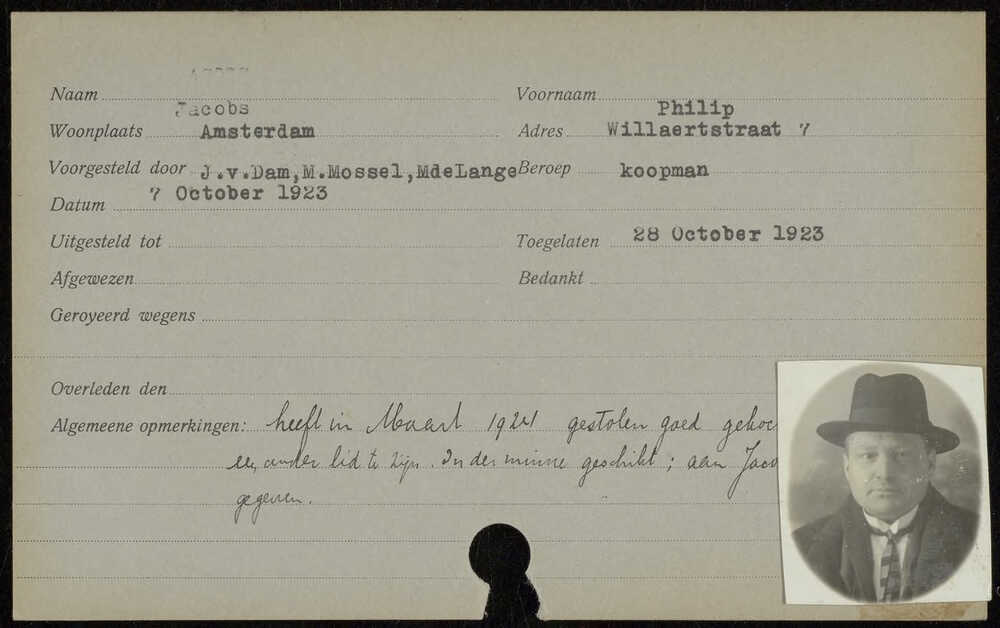 Naam Jacobs Voornaam Philip
Woonplaats Amsterdam Adres Willaertstraat 7
Voorgesteld door J.v.Dam,M.Mossel,MdeLange Beroep koopman
Datum 7 October 1923
Uitgesteld tot Toegelaten 28 October 1923
Afgewezen Bedankt
Geroyeerd wegens
Overleden den
Algemeene opmerkingen: heeft in Maart 1924 gestolen goed
ander lid te zijn. In der minne geschikt; aan
gegeven.